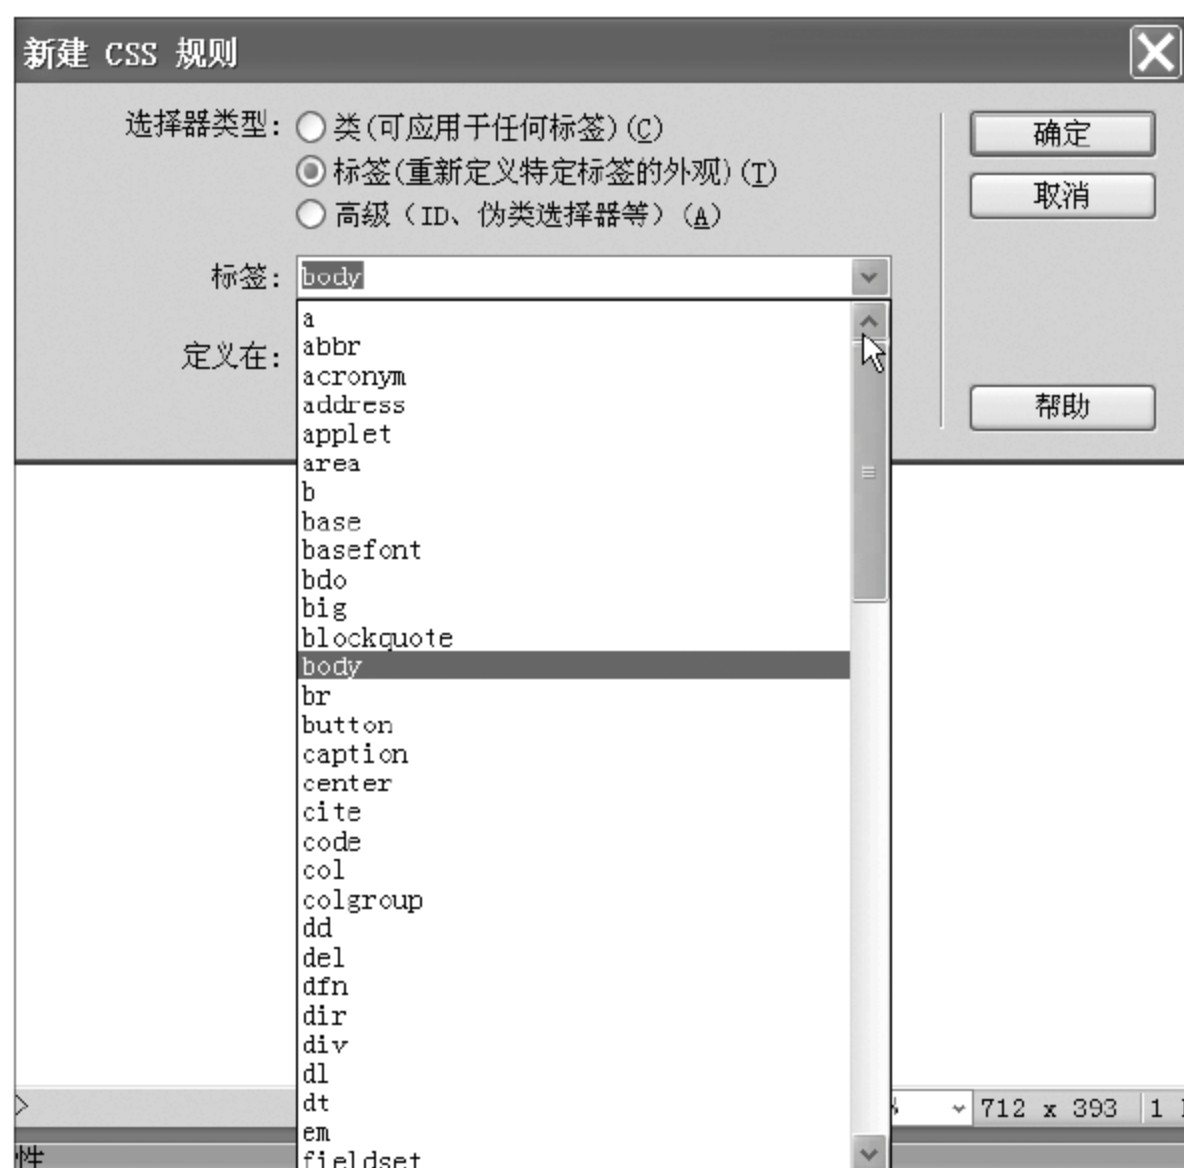 新建 CSS 规则
选择器类型: 类(可应用于任何标签)(C)
标签(重新定义特定标签的外观)(T)
高级（ID、伪类选择器等）(A)
确定
取消
标签: body
定义在:
帮助
a
abbr
acronym
address
applet
area
b
base
basefont
bdo
big
blockquote
body
br
button
caption
center
cite
code
col
colgroup
dd
del
dfn
dir
div
dl
dt
em
fieldset
712 x 393 1
性